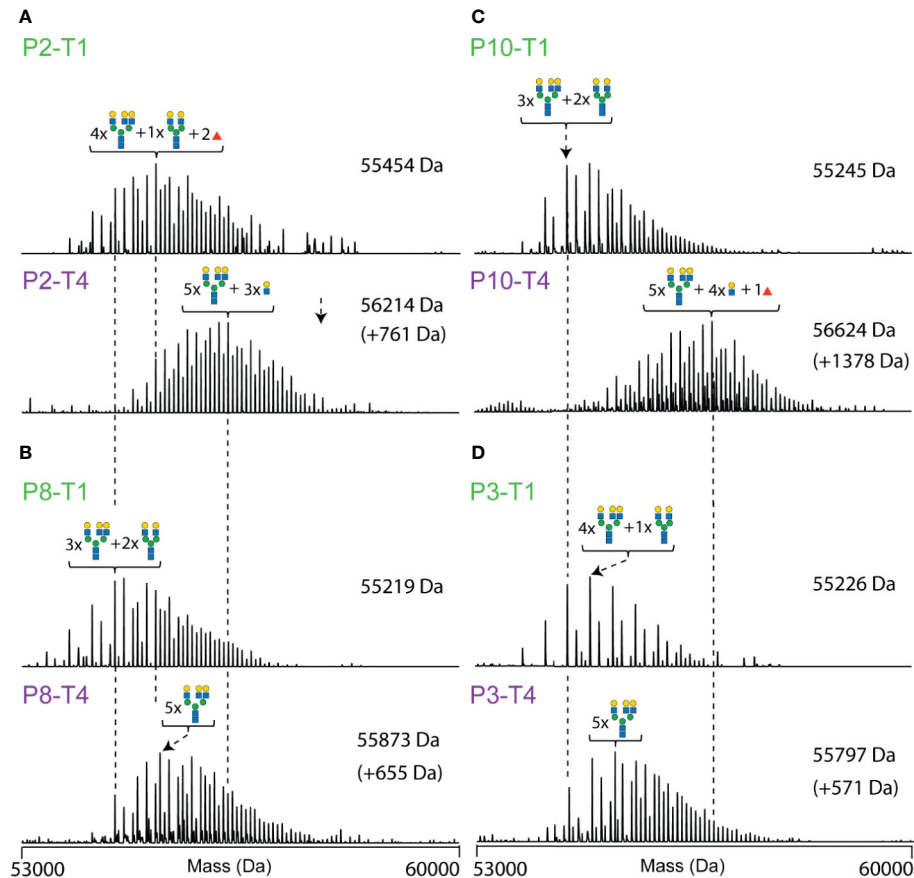 A
P2-T1
4x +1x +2
55454 Da
P2-T4
5x + 3x
56214 Da
(+761 Da)
B
P8-T1
3x +2x
55219 Da
P8-T4
5x
55873 Da
(+655 Da)
53000 Mass (Da) 60000
C
P10-T1
3x +2x
55245 Da
P10-T4
5x + 4x + 1
56624 Da
(+1378 Da)
D
P3-T1
4x +1x
55226 Da
P3-T4
5x
55797 Da
(+571 Da)
53000 Mass (Da) 60000